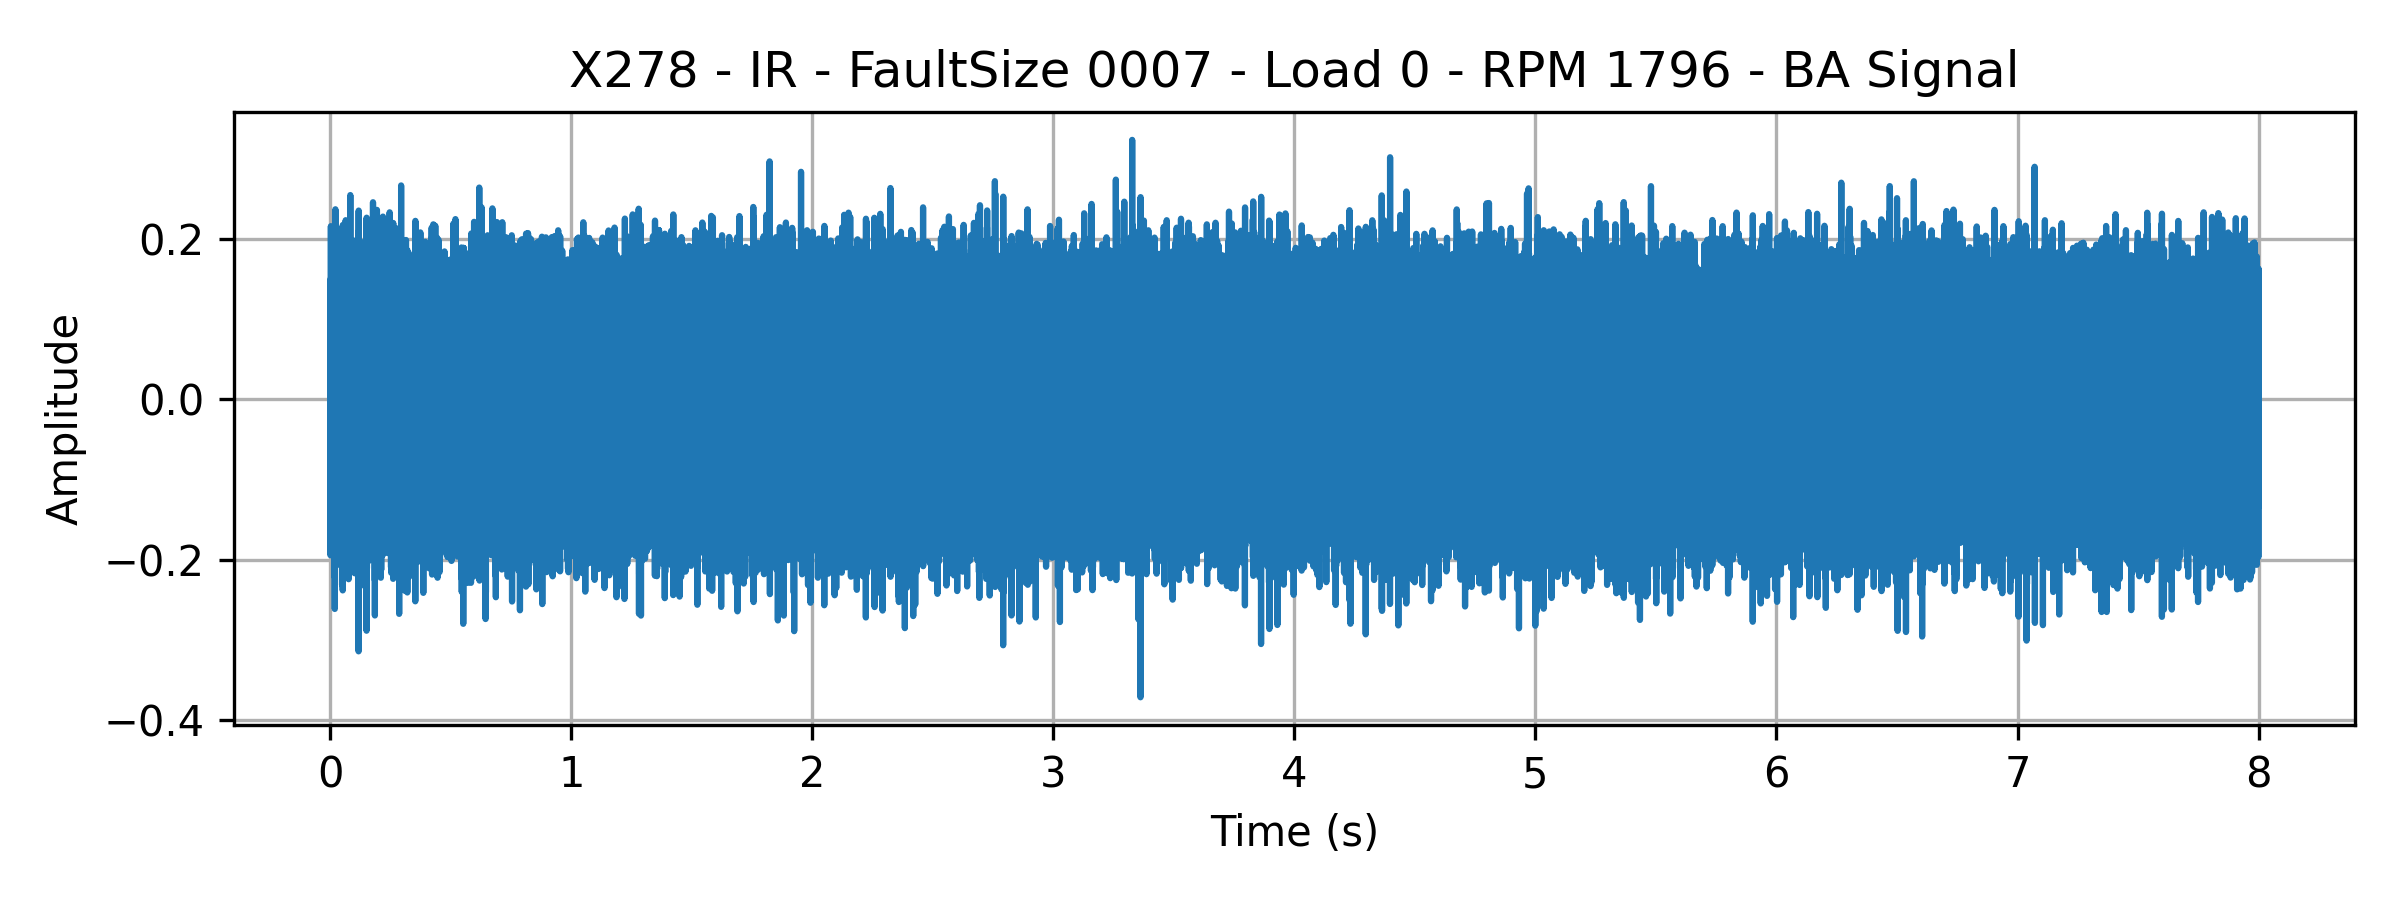 X278 - IR - FaultSize 0007 - Load 0 - RPM 1796 - BA Signal
Amplitude
0.2
0.0
−0.2
−0.4
0 1 2 3 4 5 6 7 8
Time (s)